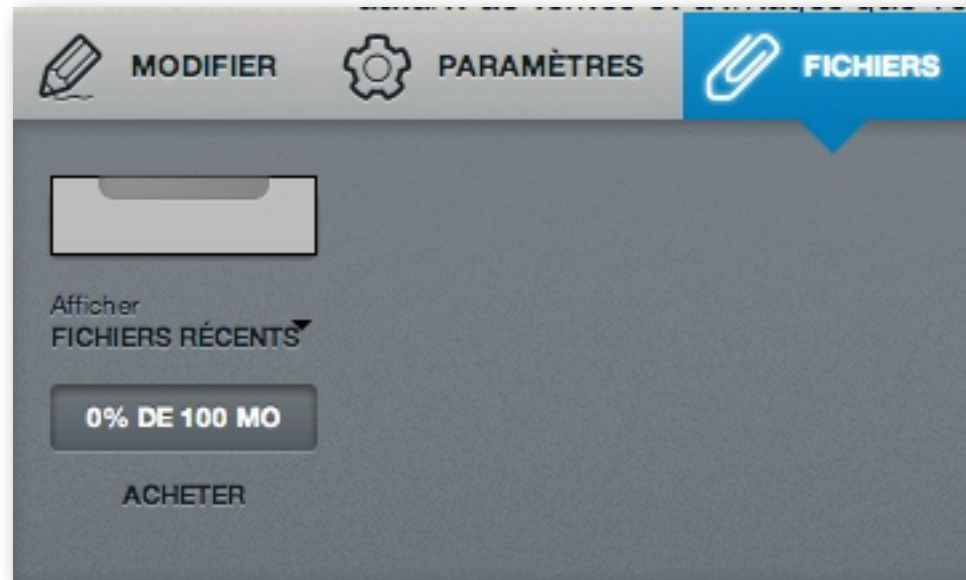 MODIFIER
PARAMÈTRES
FICHIERS
Afficher
FICHIERS RÉCENTS
0% DE 100 MO
ACHETER